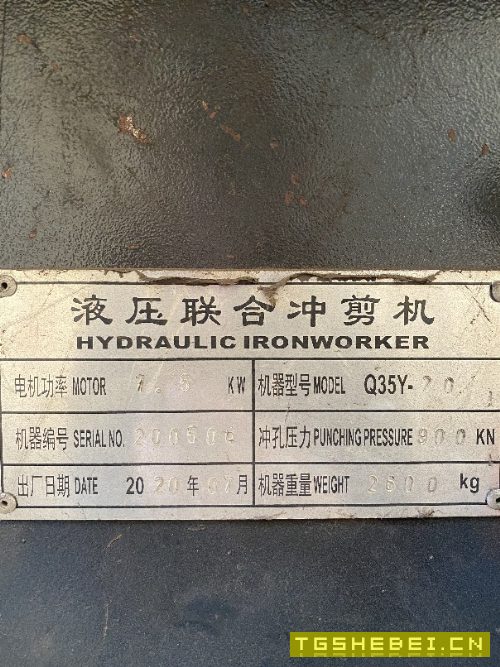 液压联合冲剪机
HYDRAULIC IRONWORKER
电机功率 MOTOR 7.5 KW 机器型号 MODEL Q35Y-20
机器编号 SERIAL NO. 冲孔压力 PUNCHING PRESSURE 900 KN
出厂日期 DATE 2020年07月 机器重量 WEIGHT 2600 kg
TGSHEBEI.CN